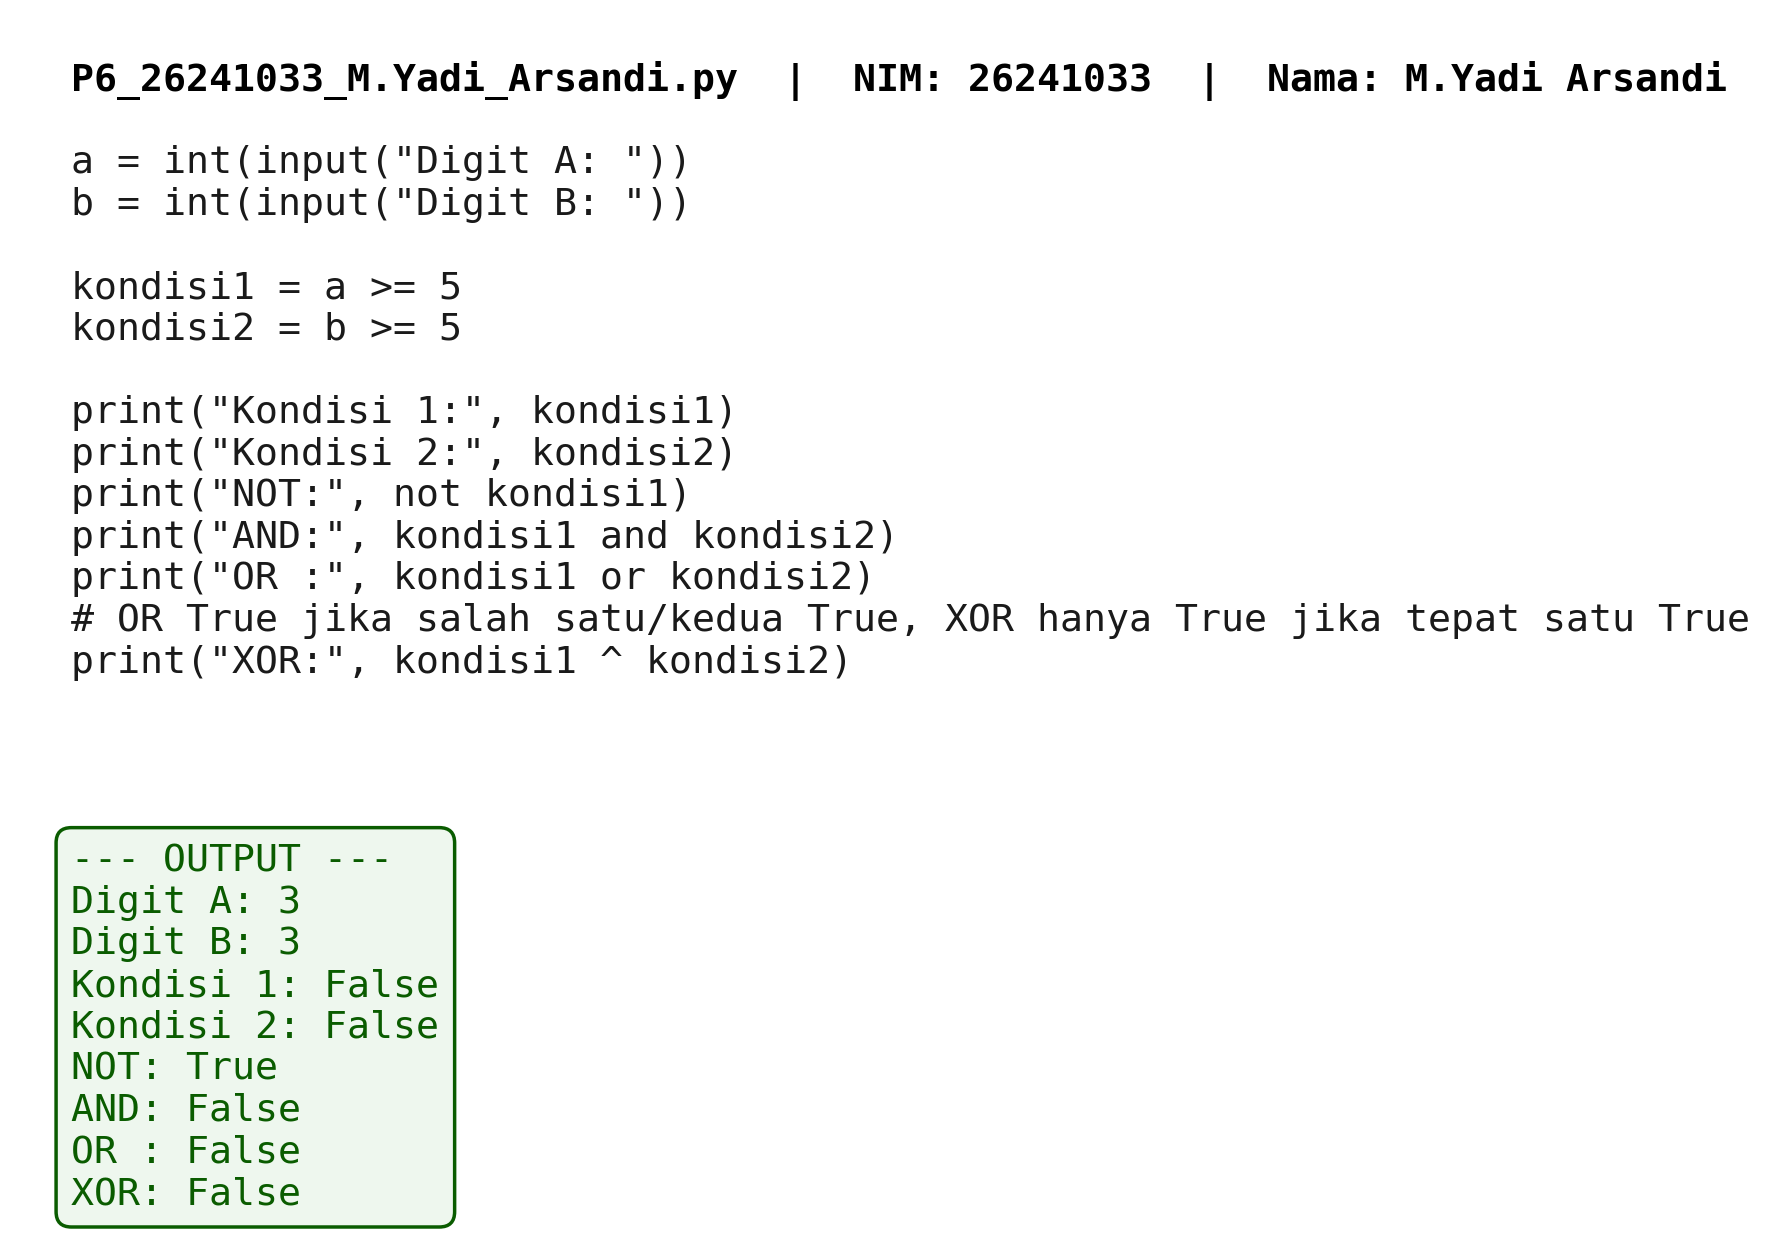 P6_26241033_M.Yadi_Arsandi.py  |  NIM: 26241033  |  Nama: M.Yadi Arsandi
a = int(input("Digit A: "))
b = int(input("Digit B: "))
kondisi1 = a >= 5
kondisi2 = b >= 5
print("Kondisi 1:", kondisi1)
print("Kondisi 2:", kondisi2)
print("NOT:", not kondisi1)
print("AND:", kondisi1 and kondisi2)
print("OR :", kondisi1 or kondisi2)
# OR True jika salah satu/kedua True, XOR hanya True jika tepat satu True
print("XOR:", kondisi1 ^ kondisi2)
--- OUTPUT ---
Digit A: 3
Digit B: 3
Kondisi 1: False
Kondisi 2: False
NOT: True
AND: False
OR : False
XOR: False